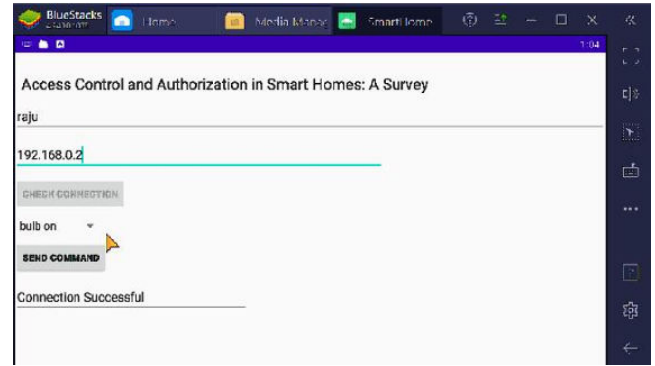 BlueStacks
Home
Media Manag
SmartHome
1:04
Access Control and Authorization in Smart Homes: A Survey
raju
192.168.0.2
CHECK CONNECTION
bulb on
SEND COMMAND
Connection Successful